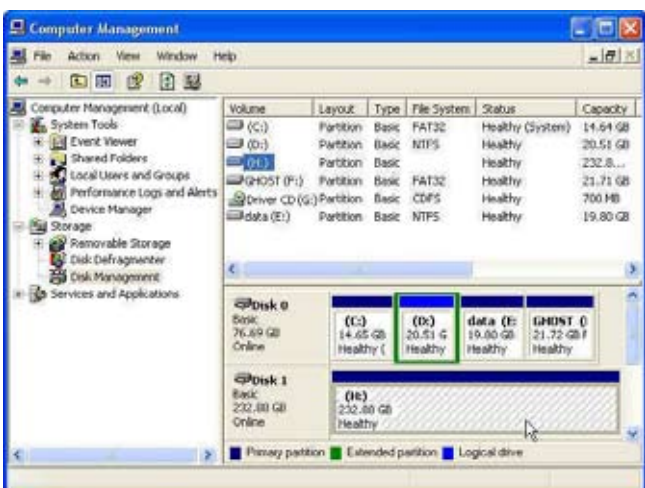 Computer Management
File Action View Window Help
Computer Management (Local)
System Tools
Event Viewer
Shared Folders
Local Users and Groups
Performance Logs and Alerts
Device Manager
Storage
Removable Storage
Disk Defragmenter
Disk Management
Services and Applications
Volume Layout Type File System Status Capacity
(C:) Partition Basic FAT32 Healthy (System) 14.64 GB
(D:) Partition Basic NTFS Healthy 20.51 GB
(H:) Partition Basic Healthy 232.8...
GHOST (F:) Partition Basic FAT32 Healthy 21.71 GB
Driver CD (G:) Partition Basic CDFS Healthy 700 MB
data (E:) Partition Basic NTFS Healthy 19.80 GB
Disk 0
Basic
76.69 GB
Online
(C:) (D:) data (E: GHOST (
14.65 GB 20.51 G 19.80 GB 21.72 GB F
Healthy ( Healthy Healthy Healthy
Disk 1
Basic
232.88 GB
Online
(H:)
232.88 GB
Healthy
Primary partition Extended partition Logical drive